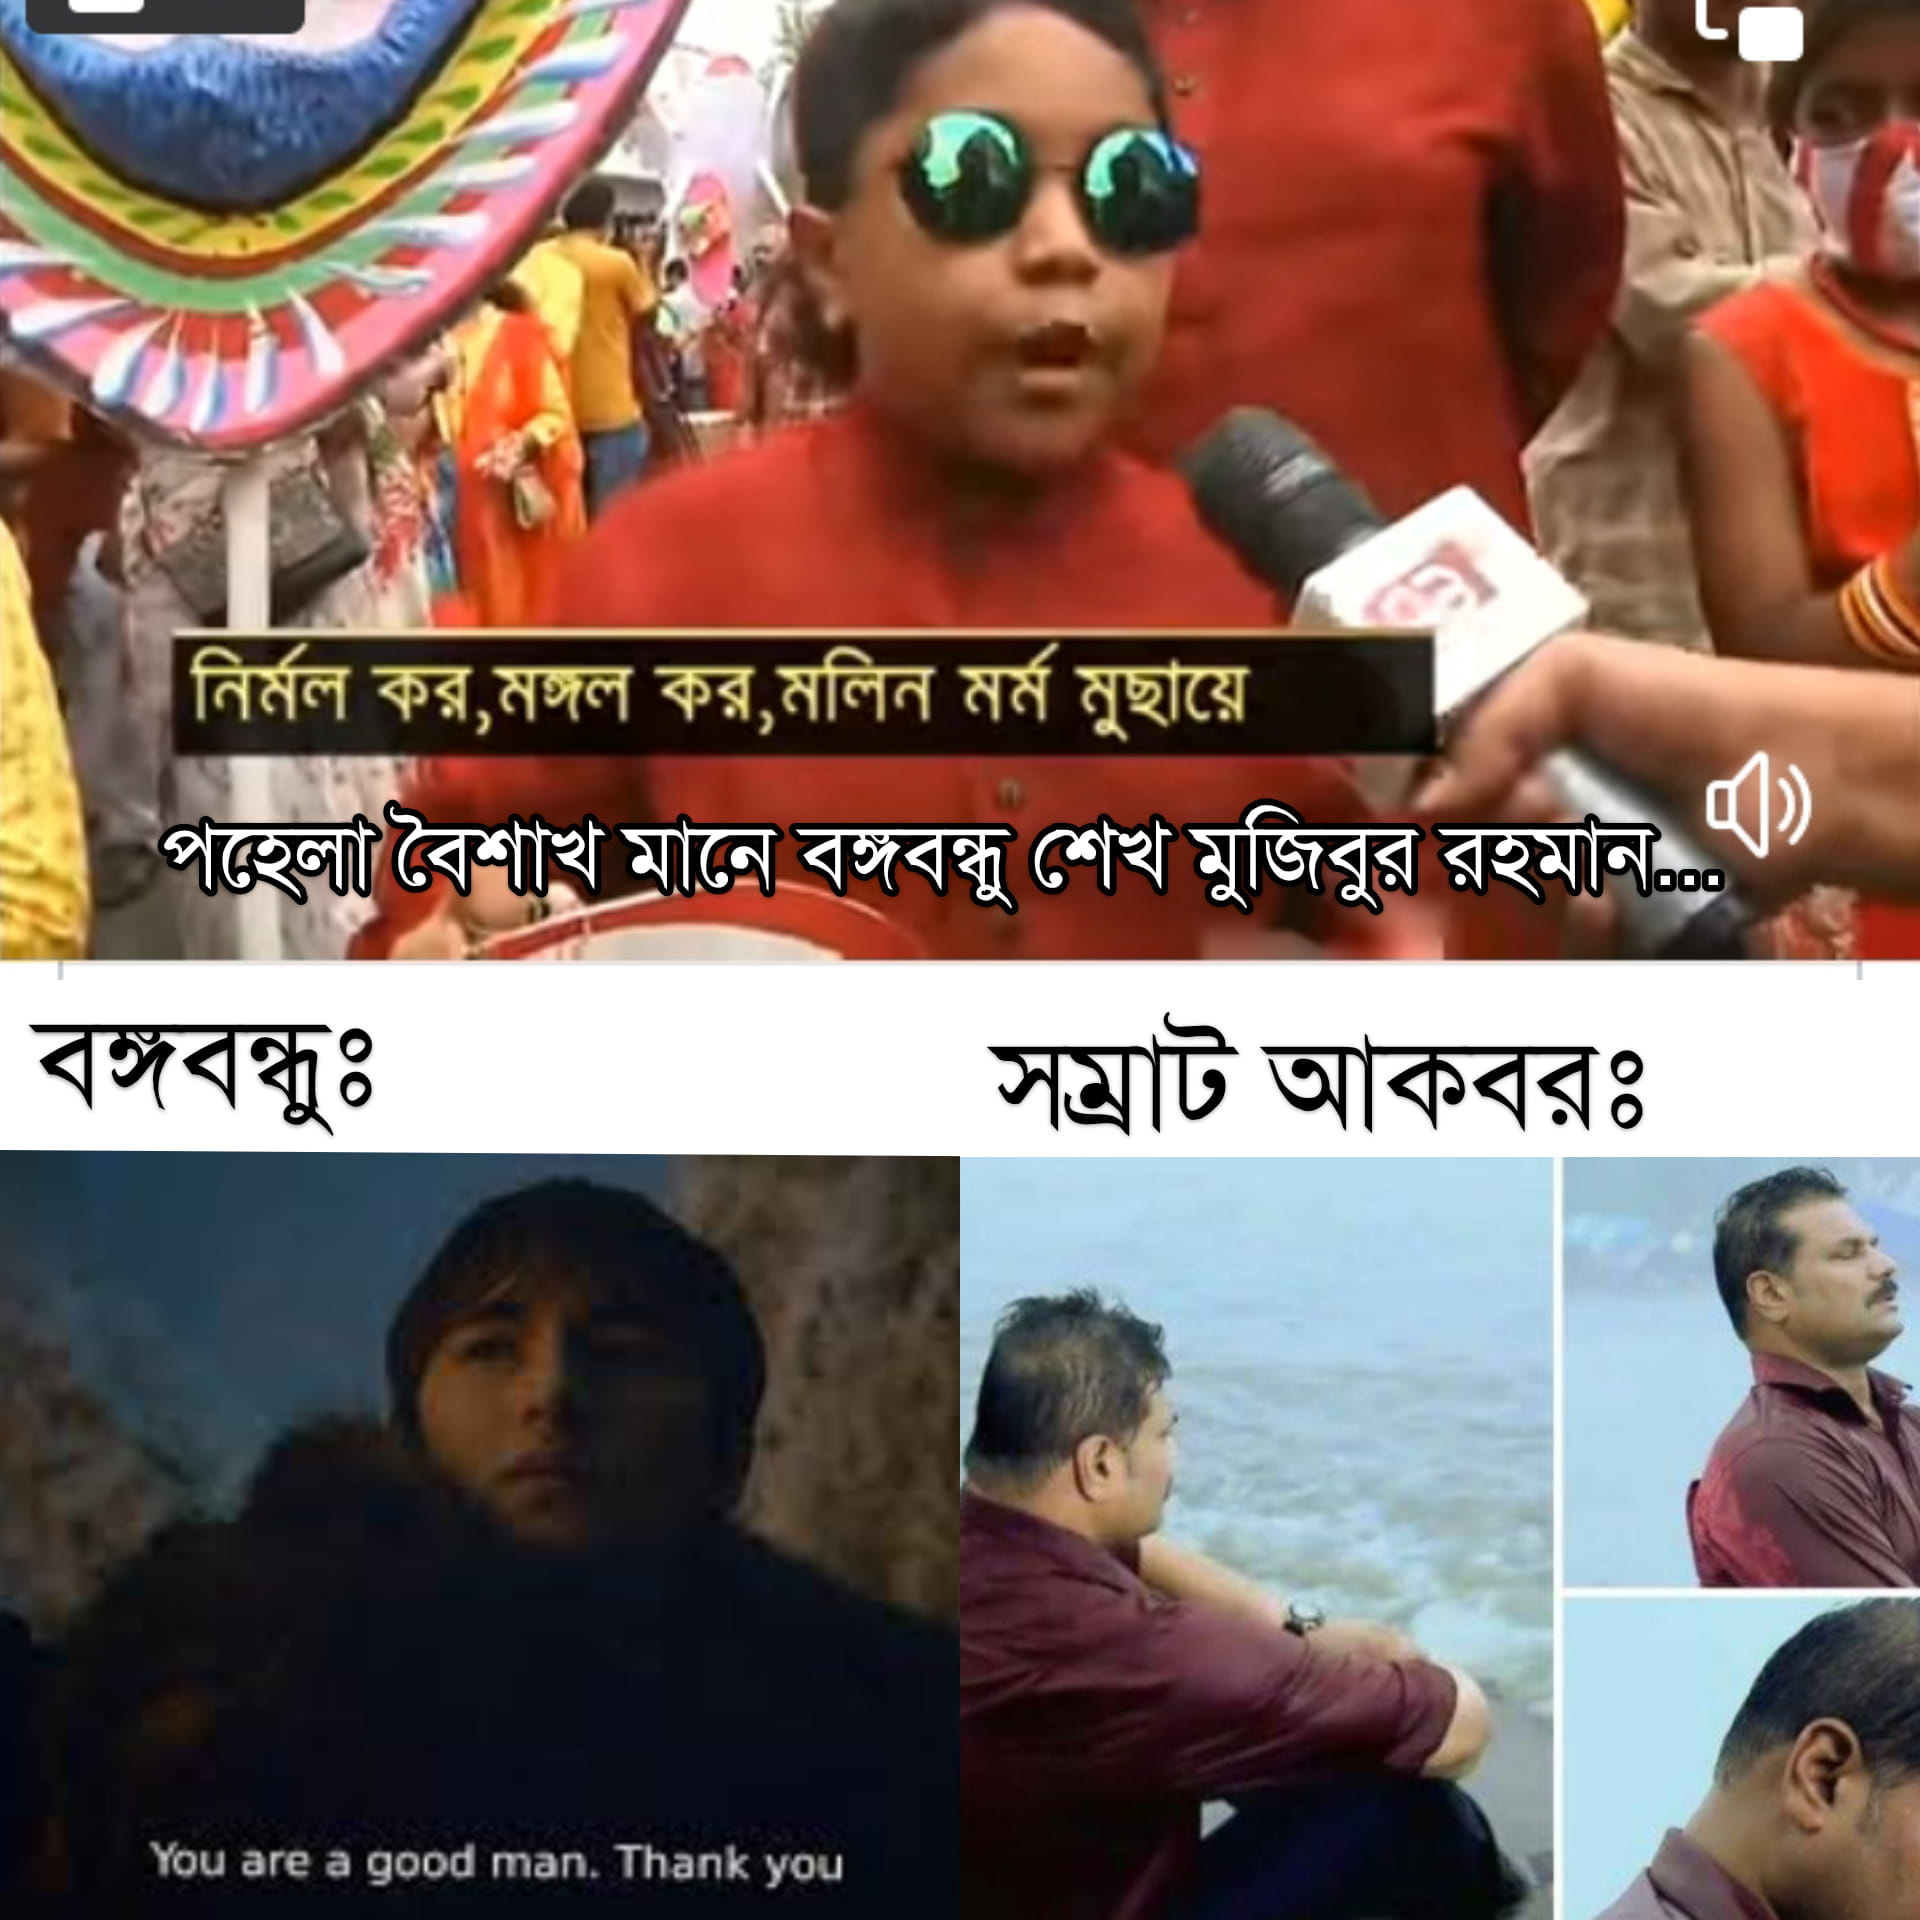 নির্মল কর,মঙ্গল কর,মলিন মর্ম মুছায়ে
পহেলা বৈশাখ মানে বঙ্গবন্ধু শেখ মুজিবুর রহমান...
বঙ্গবন্ধুঃ
সম্রাট আকবরঃ
You are a good man. Thank you